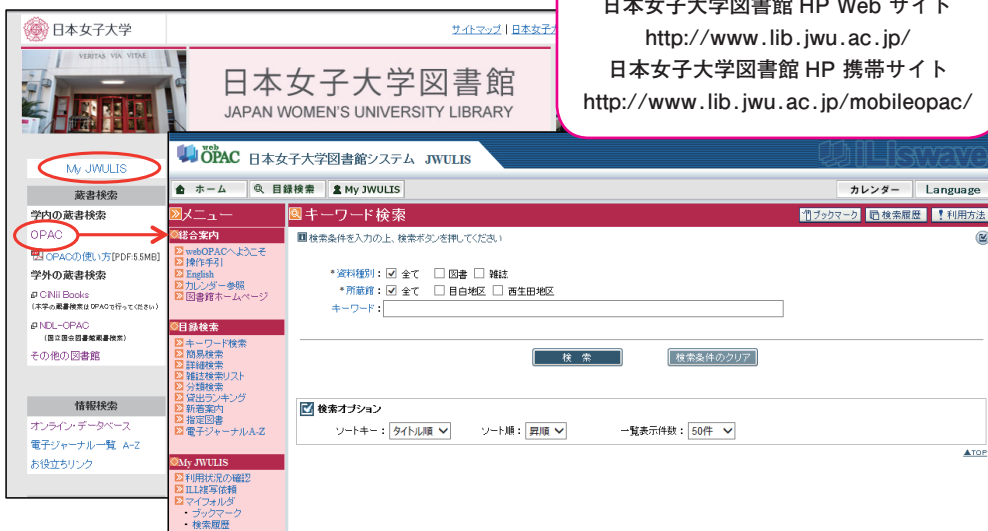 日本女子大学図書館 HP Web サイト
http://www.lib.jwu.ac.jp/
日本女子大学図書館 HP 携帯サイト
http://www.lib.jwu.ac.jp/mobileopac/
日本女子大学
サイトマップ | 日本女子
VERITAS VIA VITAE
日本女子大学図書館
JAPAN WOMEN'S UNIVERSITY LIBRARY
My JWULIS
蔵書検索
学内の蔵書検索
OPAC
OPACの使い方[PDF:5.5MB]
学外の蔵書検索
CiNii Books
(本学の蔵書検索はOPACで行ってください)
NDL-OPAC
(国立国会図書館蔵書検索)
その他の図書館
情報検索
オンライン・データベース
電子ジャーナル一覧 A-Z
お役立ちリンク
web OPAC 日本女子大学図書館システム JWULIS
iLiswave
ホーム 目録検索 My JWULIS カレンダー Language
メニュー
総合案内
webOPACへようこそ
操作手引
English
カレンダー参照
図書館ホームページ
目録検索
キーワード検索
簡易検索
詳細検索
雑誌検索リスト
分類検索
貸出ランキング
新着案内
指定図書
電子ジャーナルA-Z
My JWULIS
利用状況の確認
ILL複写依頼
マイフォルダ
・ブックマーク
・検索履歴
キーワード検索 ブックマーク 検索履歴 利用方法
検索条件を入力の上、検索ボタンを押してください
*資料種別: 全て 図書 雑誌
*所蔵館: 全て 目白地区 西生田地区
キーワード:
検 索 検索条件のクリア
検索オプション
ソートキー: タイトル順 ソート順: 昇順 一覧表示件数: 50件
▲TOP